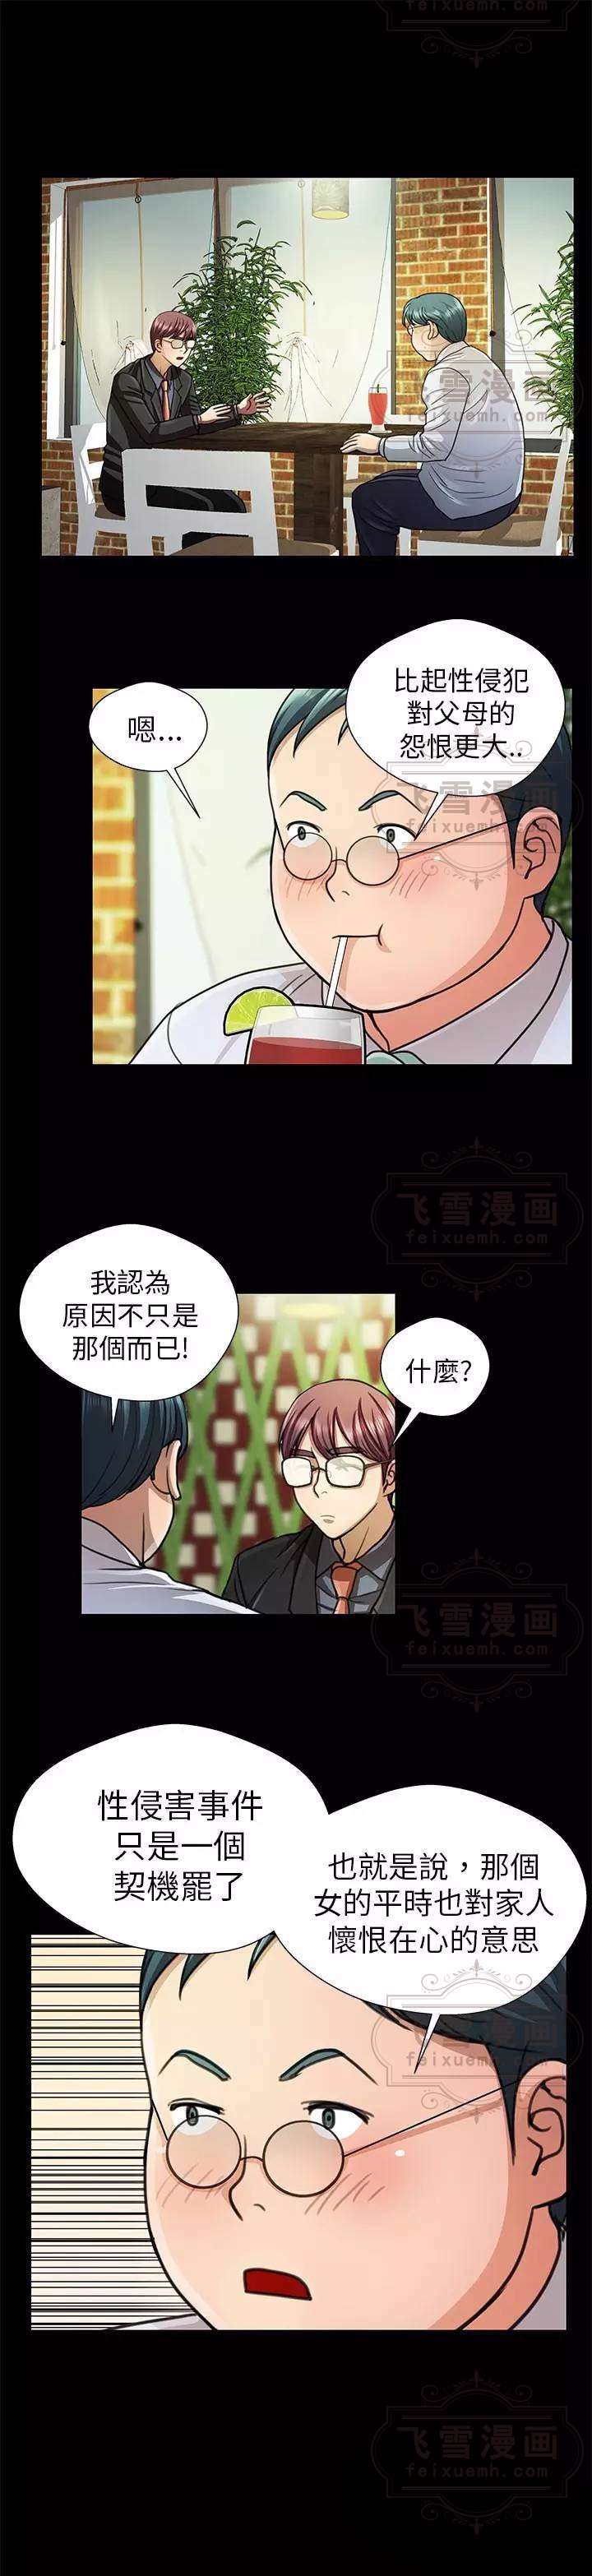 飞雪漫画
feixuemh.com
飞雪漫画
feixuemh.com
嗯...
比起性侵犯
對父母的
怨恨更大..
飞雪漫画
feixuemh.com
飞雪漫画
feixuemh.com
我認為
原因不只是
那個而已!
什麼?
飞雪漫画
feixuemh.com
性侵害事件
只是一個
契機罷了
也就是說，那個
女的平時也對家人
懷恨在心的意思
飞雪漫画
feixuemh.com
飞雪漫画
feixuemh.com